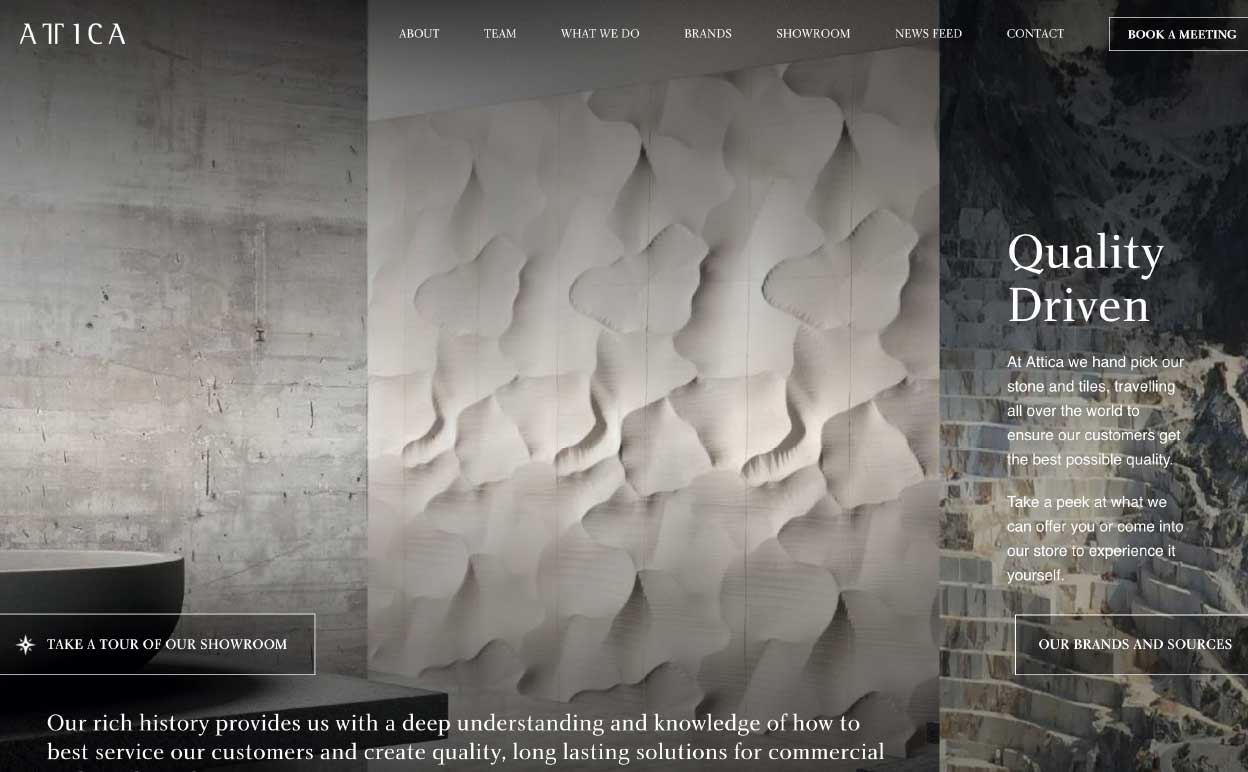 ATTICA
ABOUT
TEAM
WHAT WE DO
BRANDS
SHOWROOM
NEWS FEED
CONTACT
BOOK A MEETING
Quality
Driven
At Attica we hand pick our
stone and tiles, travelling
all over the world to
ensure our customers get
the best possible quality.
Take a peek at what we
can offer you or come into
our store to experience it
yourself.
TAKE A TOUR OF OUR SHOWROOM
OUR BRANDS AND SOURCES
Our rich history provides us with a deep understanding and knowledge of how to
best service our customers and create quality, long lasting solutions for commercial